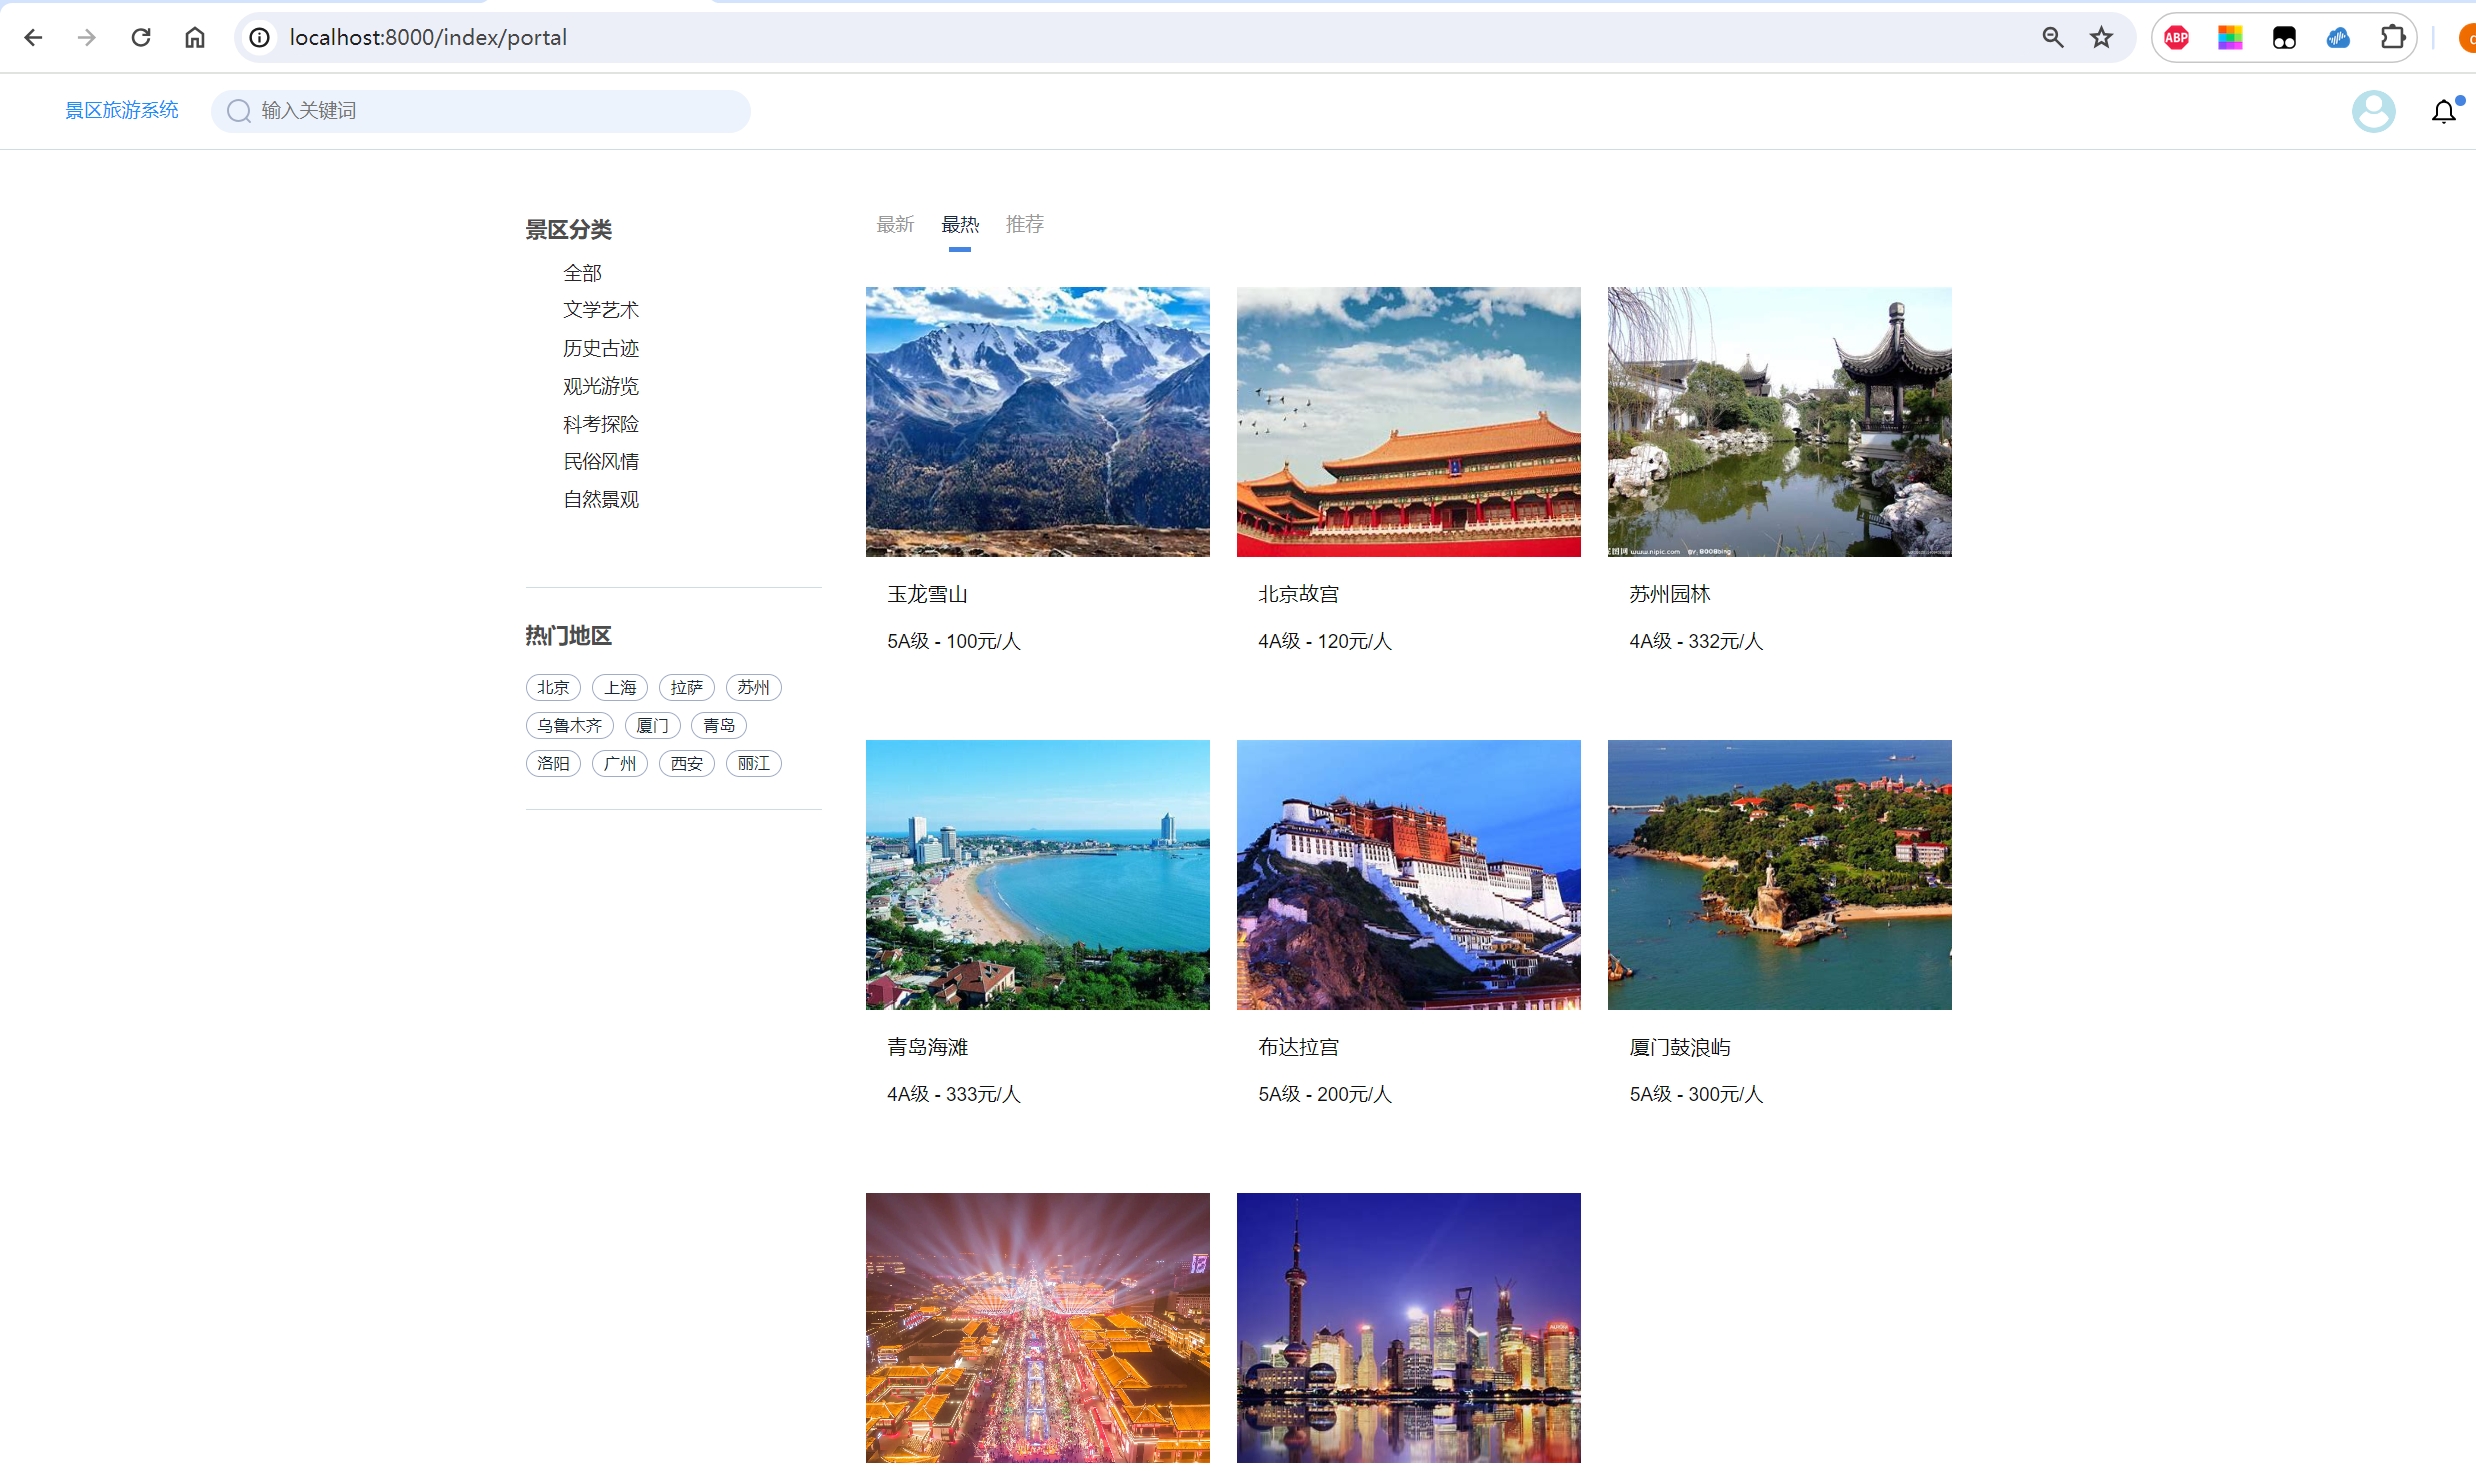 localhost:8000/index/portal
ABP
景区旅游系统
输入关键词
景区分类
全部
文学艺术
历史古迹
观光游览
科考探险
民俗风情
自然景观
热门地区
北京 上海 拉萨 苏州
乌鲁木齐 厦门 青岛
洛阳 广州 西安 丽江
最新 最热 推荐
www.nipic.com by:8008bing
玉龙雪山
5A级 - 100元/人
北京故宫
4A级 - 120元/人
苏州园林
4A级 - 332元/人
青岛海滩
4A级 - 333元/人
布达拉宫
5A级 - 200元/人
厦门鼓浪屿
5A级 - 300元/人